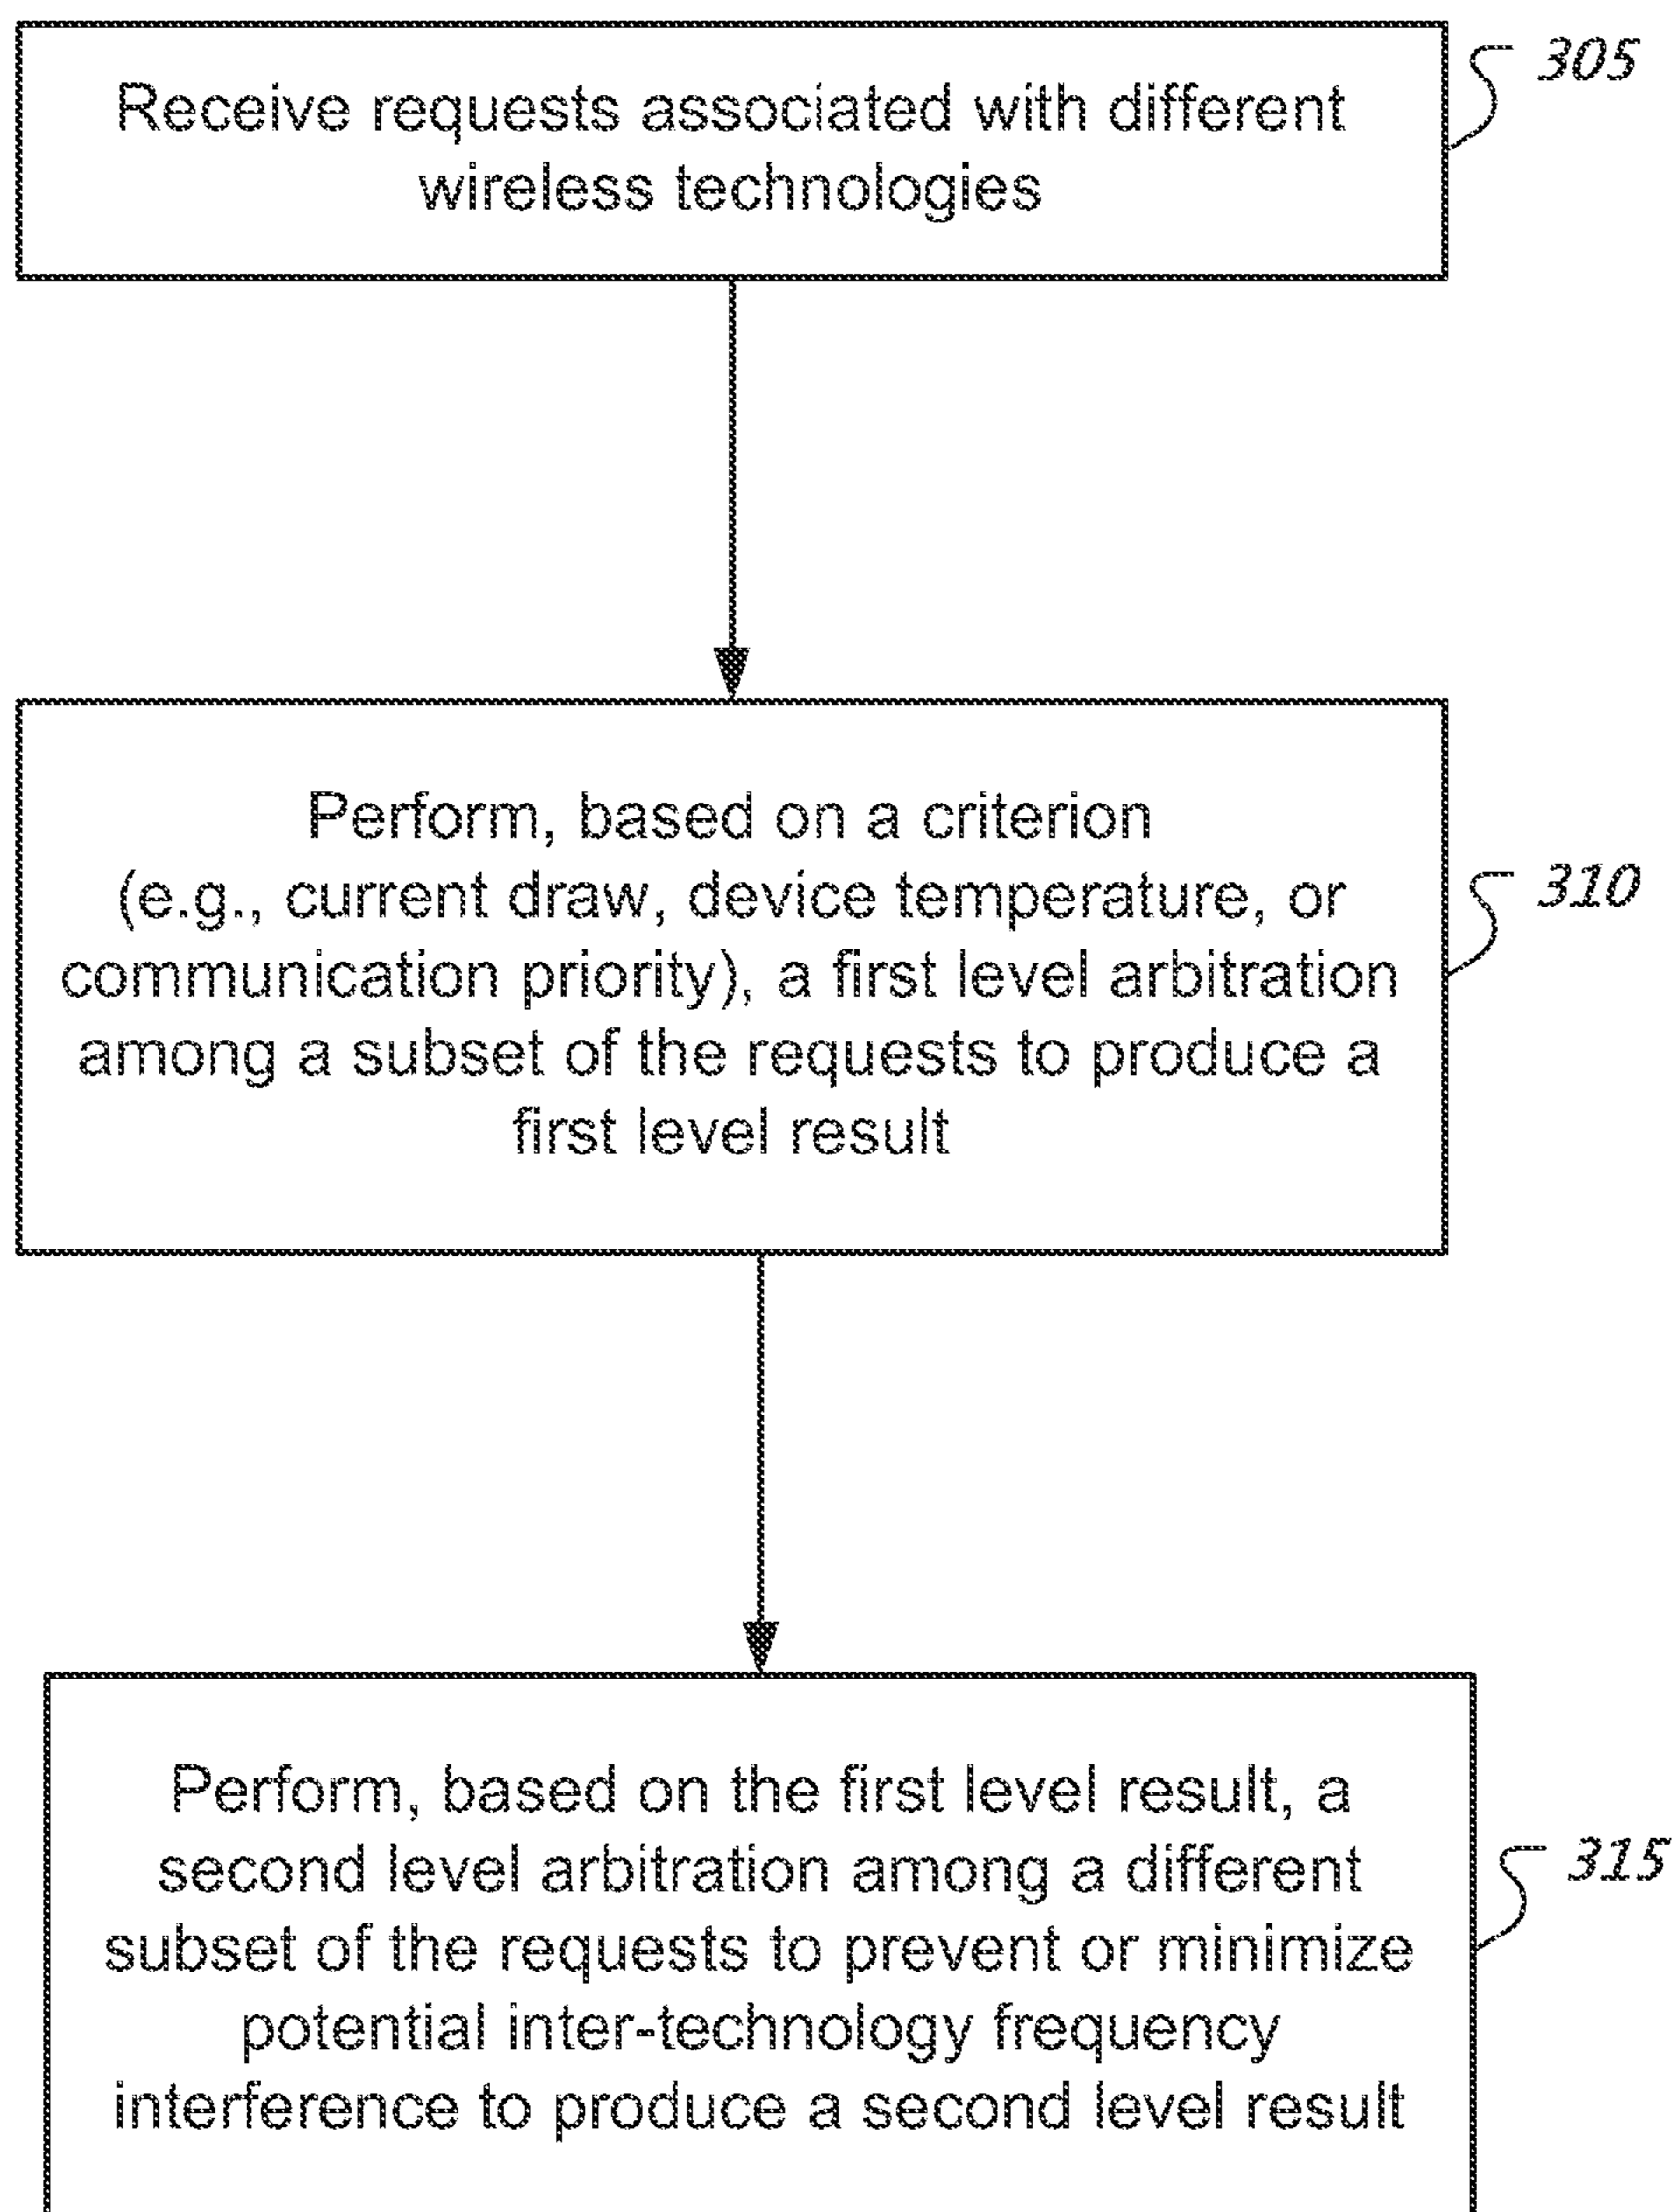 Receive requests associated with different
wireless technologies
305
Perform, based on a criterion
(e.g., current draw, device temperature, or
communication priority), a first level arbitration
among a subset of the requests to produce a
first level result
310
Perform, based on the first level result, a
second level arbitration among a different
subset of the requests to prevent or minimize
potential inter-technology frequency
interference to produce a second level result
315